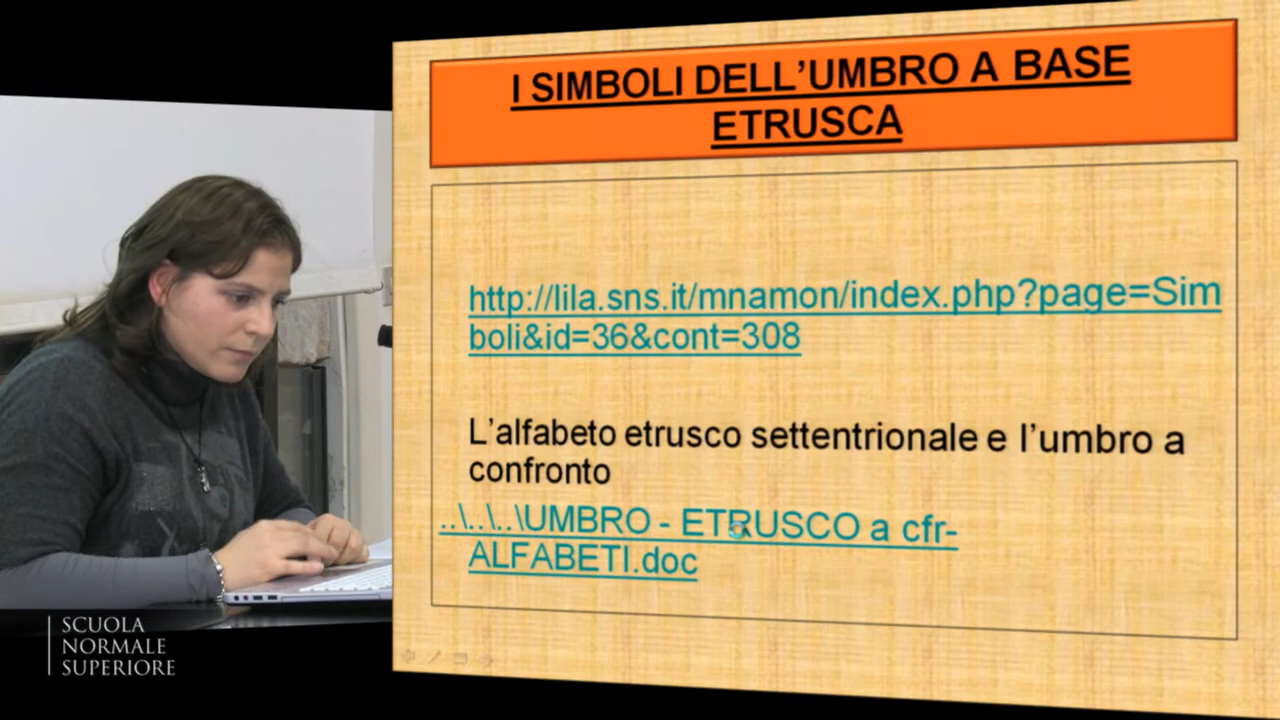 I SIMBOLI DELL’UMBRO A BASE
ETRUSCA
http://lila.sns.it/mnamon/index.php?page=Sim
boli&id=36&cont=308
L’alfabeto etrusco settentrionale e l’umbro a
confronto
..\..\..\UMBRO - ETRUSCO a cfr-
ALFABETI.doc
SCUOLA
NORMALE
SUPERIORE